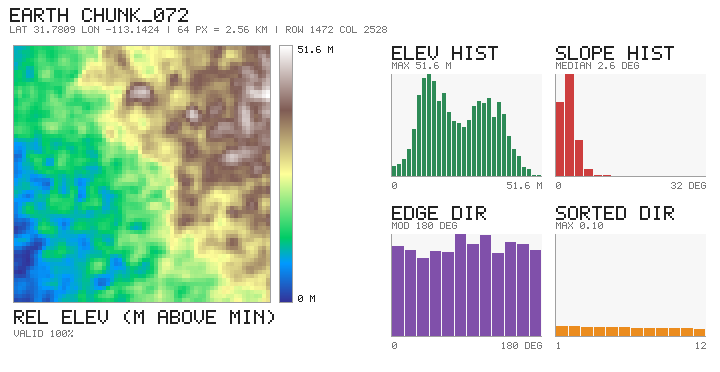 EARTH CHUNK_072
LAT 31.7809 LON -113.1424 | 64 PX = 2.56 KM | ROW 1472 COL 2528
51.6 M
0 M
REL ELEV (M ABOVE MIN)
VALID 100%
ELEV HIST
MAX 51.6 M
0 51.6 M
SLOPE HIST
MEDIAN 2.6 DEG
0 32 DEG
EDGE DIR
MOD 180 DEG
0 180 DEG
SORTED DIR
MAX 0.10
1 12